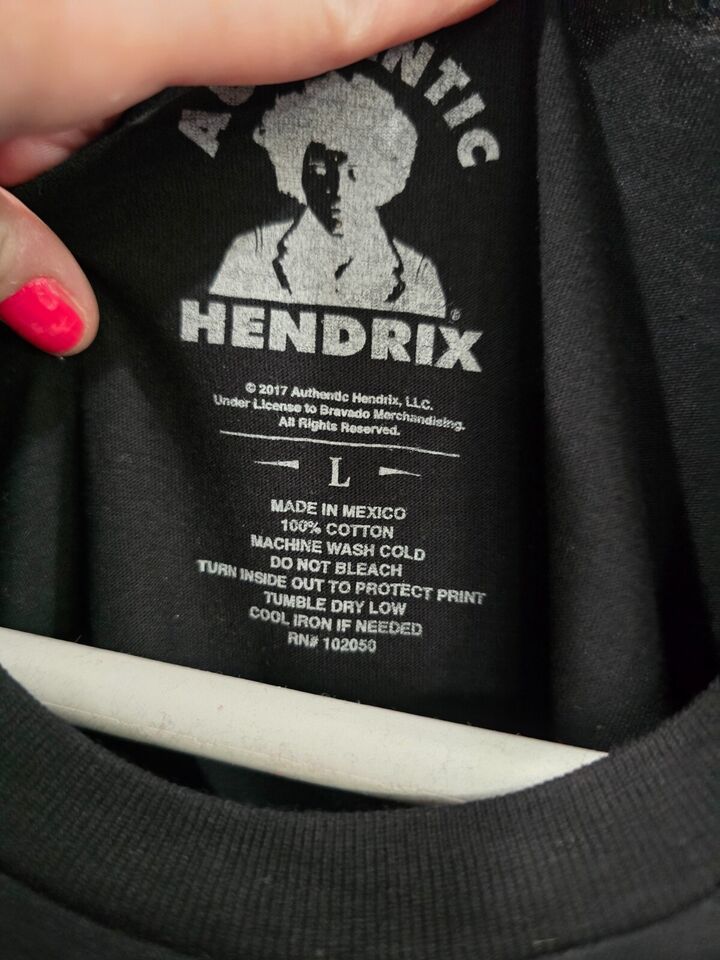 AUTHENTIC
HENDRIX®
© 2017 Authentic Hendrix, LLC.
Under License to Bravado Merchandising.
All Rights Reserved.
L
MADE IN MEXICO
100% COTTON
MACHINE WASH COLD
DO NOT BLEACH
TURN INSIDE OUT TO PROTECT PRINT
TUMBLE DRY LOW
COOL IRON IF NEEDED
RN# 102050